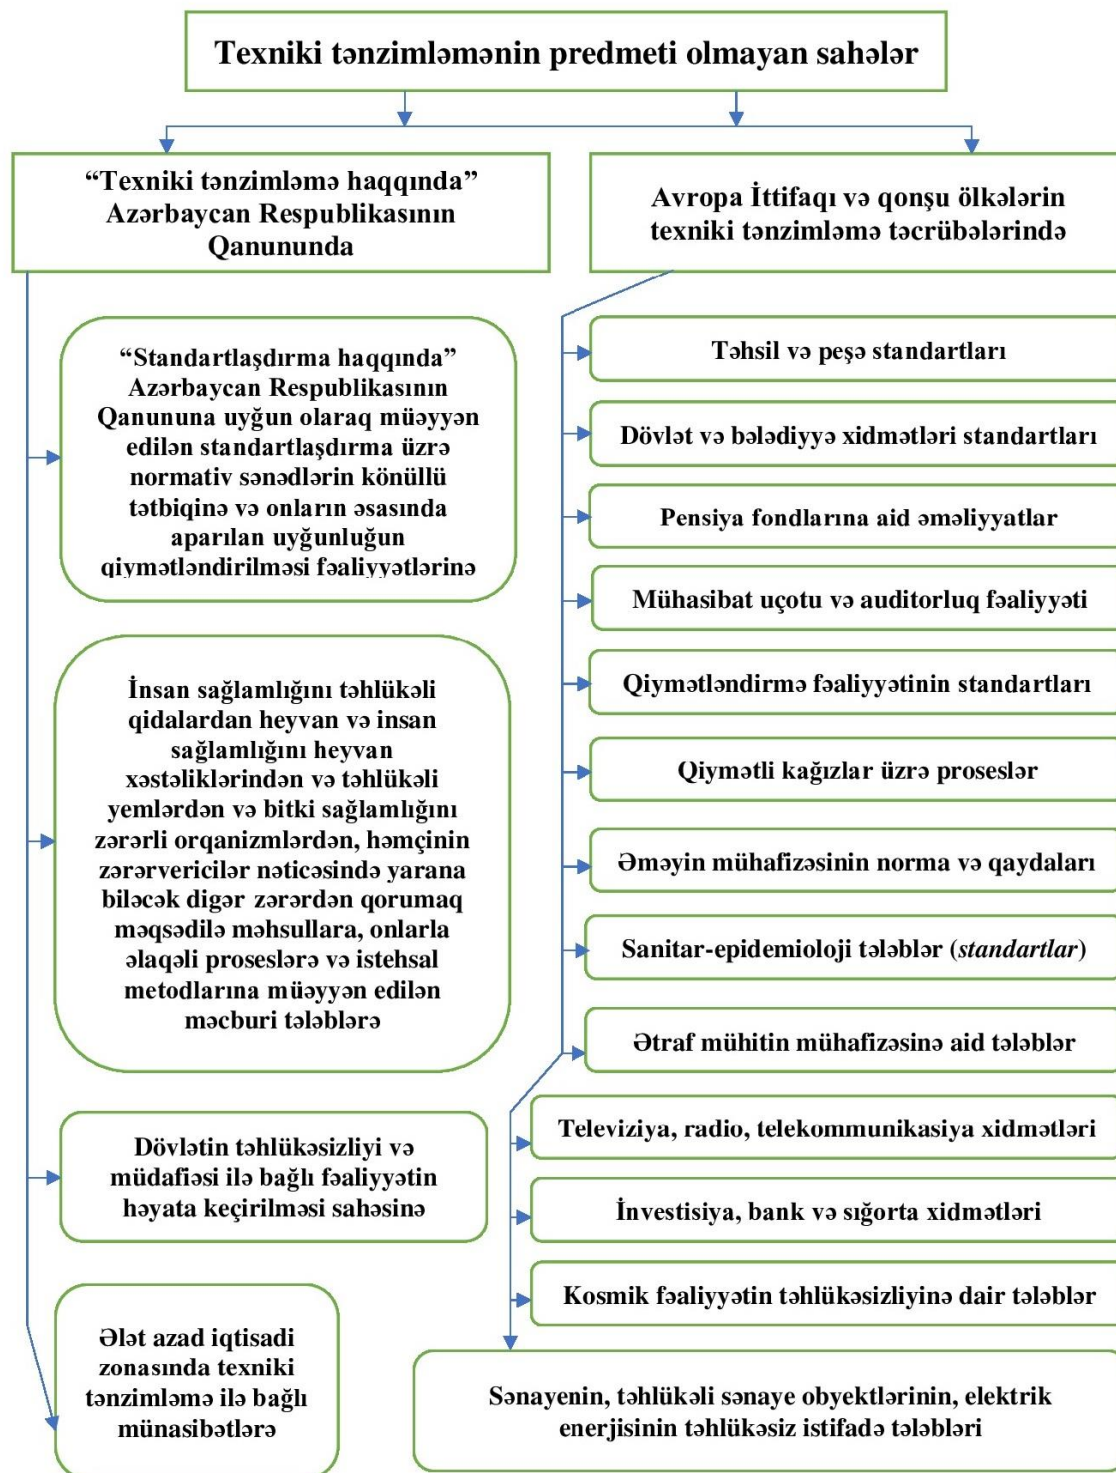 Texniki tənzimləmənin predmeti olmayan sahələr
“Texniki tənzimləmə haqqında”
Azərbaycan Respublikasının
Qanununda
“Standartlaşdırma haqqında”
Azərbaycan Respublikasının
Qanununa uyğun olaraq müəyyən
edilən standartlaşdırma üzrə
normativ sənədlərin könüllü
tətbiqinə və onların əsasında
aparılan uyğunluğun
qiymətləndirilməsi fəaliyyətlərinə
İnsan sağlamlığını təhlükəli
qidalardan heyvan və insan
sağlamlığını heyvan
xəstəliklərindən və təhlükəli
yemlərdən və bitki sağlamlığını
zərərli orqanizmlərdən, həmçinin
zərərvericilər nəticəsində yarana
biləcək digər zərərdən qorumaq
məqsədilə məhsullara, onlarla
əlaqəli proseslərə və istehsal
metodlarına müəyyən edilən
məcburi tələblərə
Dövlətin təhlükəsizliyi və
müdafiəsi ilə bağlı fəaliyyətin
həyata keçirilməsi sahəsinə
Ələt azad iqtisadi
zonasında texniki
tənzimləmə ilə bağlı
münasibətlərə
Avropa İttifaqı və qonşu ölkələrin
texniki tənzimləmə təcrübələrində
Təhsil və peşə standartları
Dövlət və bələdiyyə xidmətləri standartları
Pensiya fondlarına aid əməliyyatlar
Mühasibat uçotu və auditorluq fəaliyyəti
Qiymətləndirmə fəaliyyətinin standartları
Qiymətli kağızlar üzrə proseslər
Əməyin mühafizəsinin norma və qaydaları
Sanitar-epidemioloji tələblər (standartlar)
Ətraf mühitin mühafizəsinə aid tələblər
Televiziya, radio, telekommunikasiya xidmətləri
İnvestisiya, bank və sığorta xidmətləri
Kosmik fəaliyyətin təhlükəsizliyinə dair tələblər
Sənayenin, təhlükəli sənaye obyektlərinin, elektrik
enerjisinin təhlükəsiz istifadə tələbləri